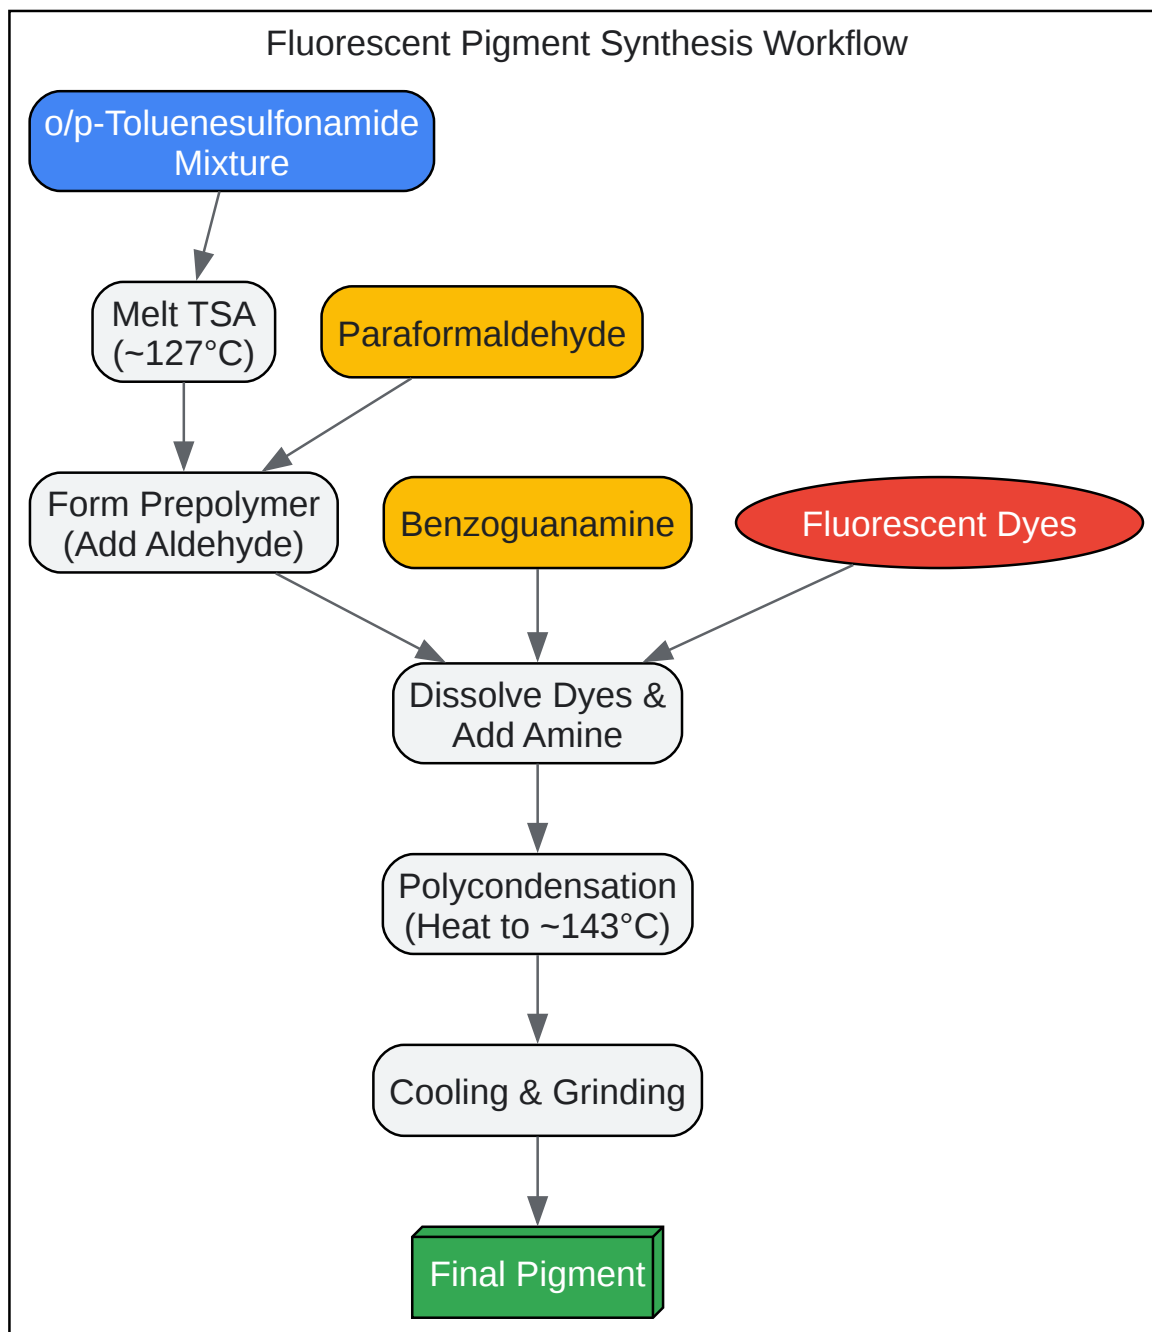 Fluorescent Pigment Synthesis Workflow
o/p-Toluenesulfonamide
Mixture
Melt TSA
(~127°C)
Paraformaldehyde
Form Prepolymer
(Add Aldehyde)
Benzoguanamine
Fluorescent Dyes
Dissolve Dyes &
Add Amine
Polycondensation
(Heat to ~143°C)
Cooling & Grinding
Final Pigment